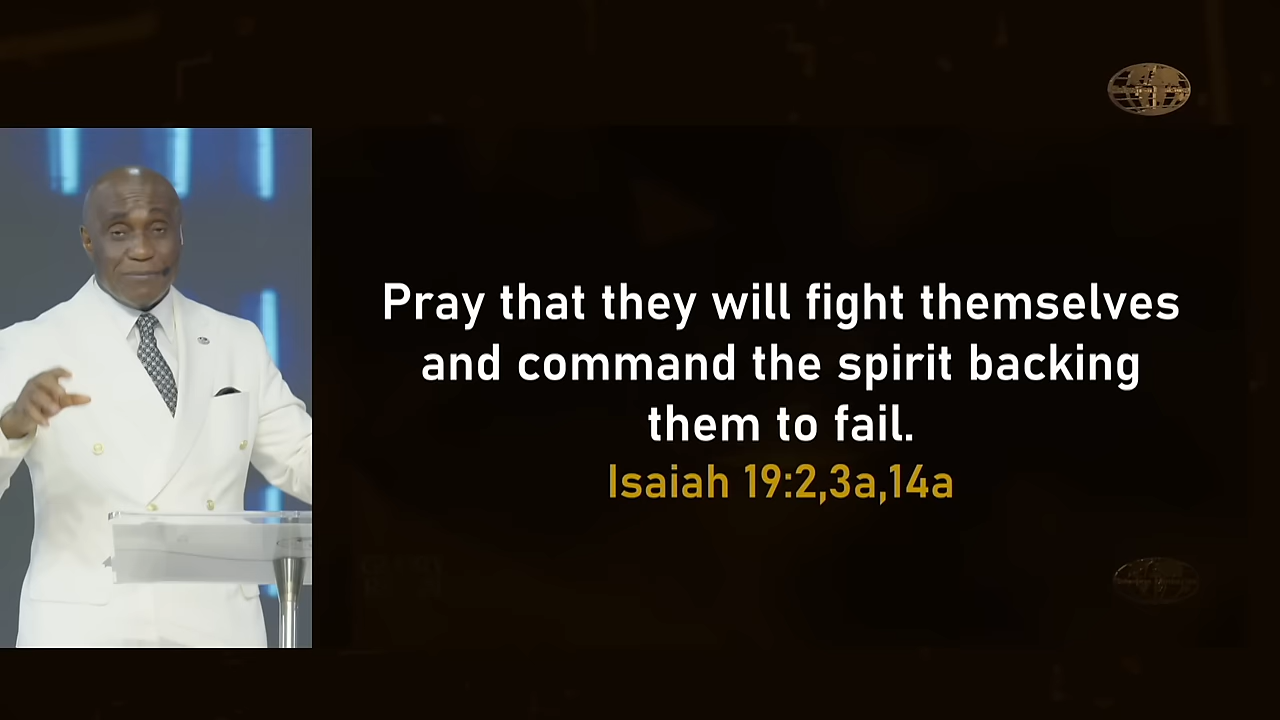 Pray that they will fight themselves
and command the spirit backing
them to fail.
Isaiah 19:2,3a,14a